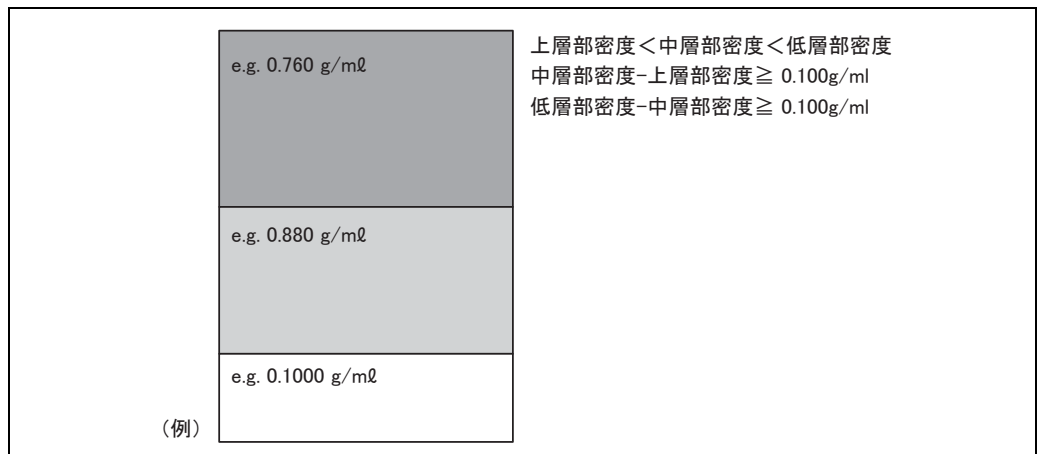 e.g. 0.760 g/mℓ
上層部密度＜中層部密度＜低層部密度
中層部密度-上層部密度≧ 0.100g/ml
低層部密度-中層部密度≧ 0.100g/ml
e.g. 0.880 g/mℓ
e.g. 0.1000 g/mℓ
（例）